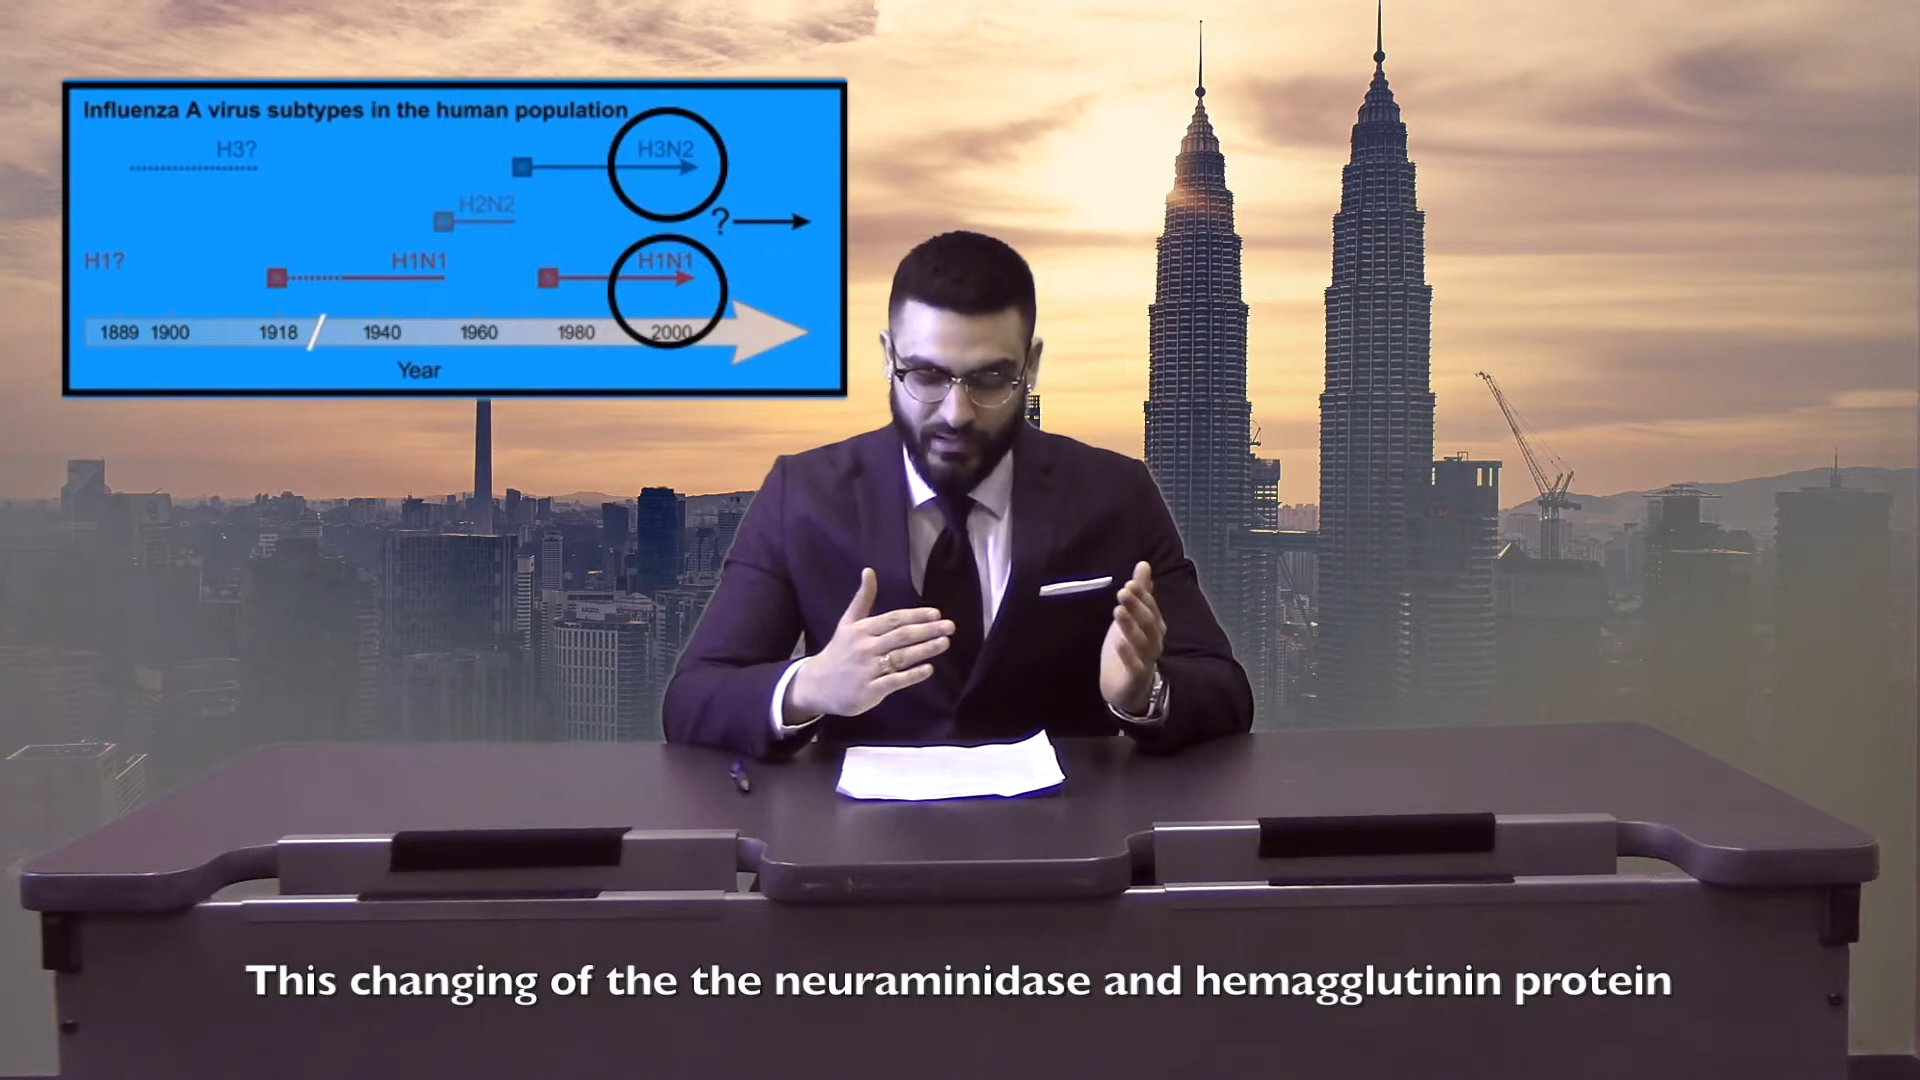 Influenza A virus subtypes in the human population
H3?
H3N2
H2N2
?
H1?
H1N1
H1N1
1889 1900 1918 1940 1960 1980 2000
Year
This changing of the the neuraminidase and hemagglutinin protein